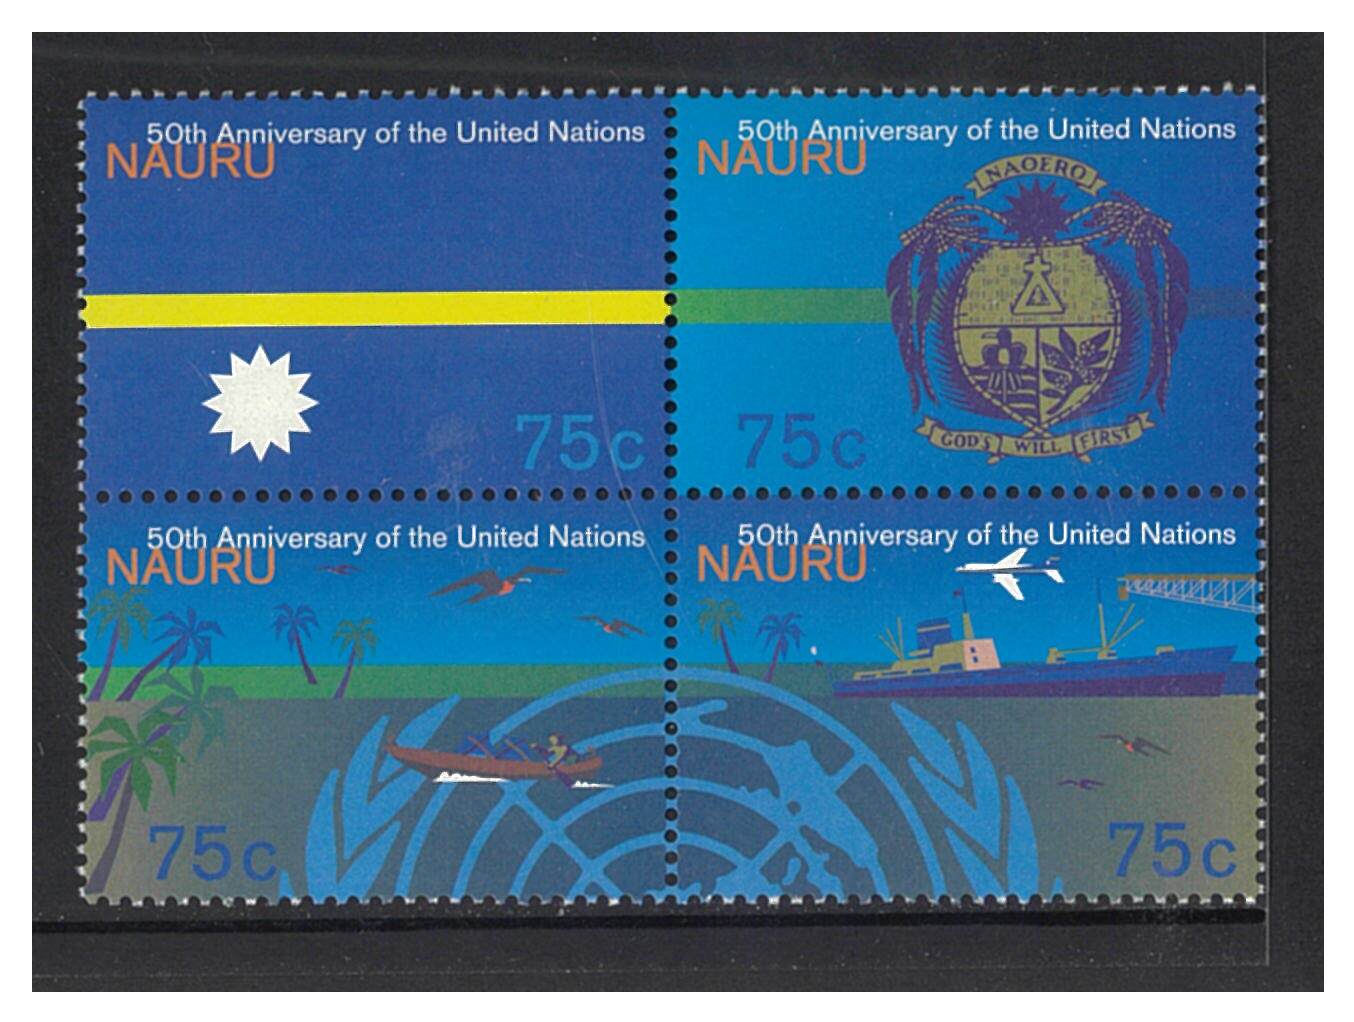 50th Anniversary of the United Nations
NAURU
75c
50th Anniversary of the United Nations
NAURU
NAOERO
GOD'S WILL FIRST
75c
50th Anniversary of the United Nations
NAURU
75c
50th Anniversary of the United Nations
NAURU
75c